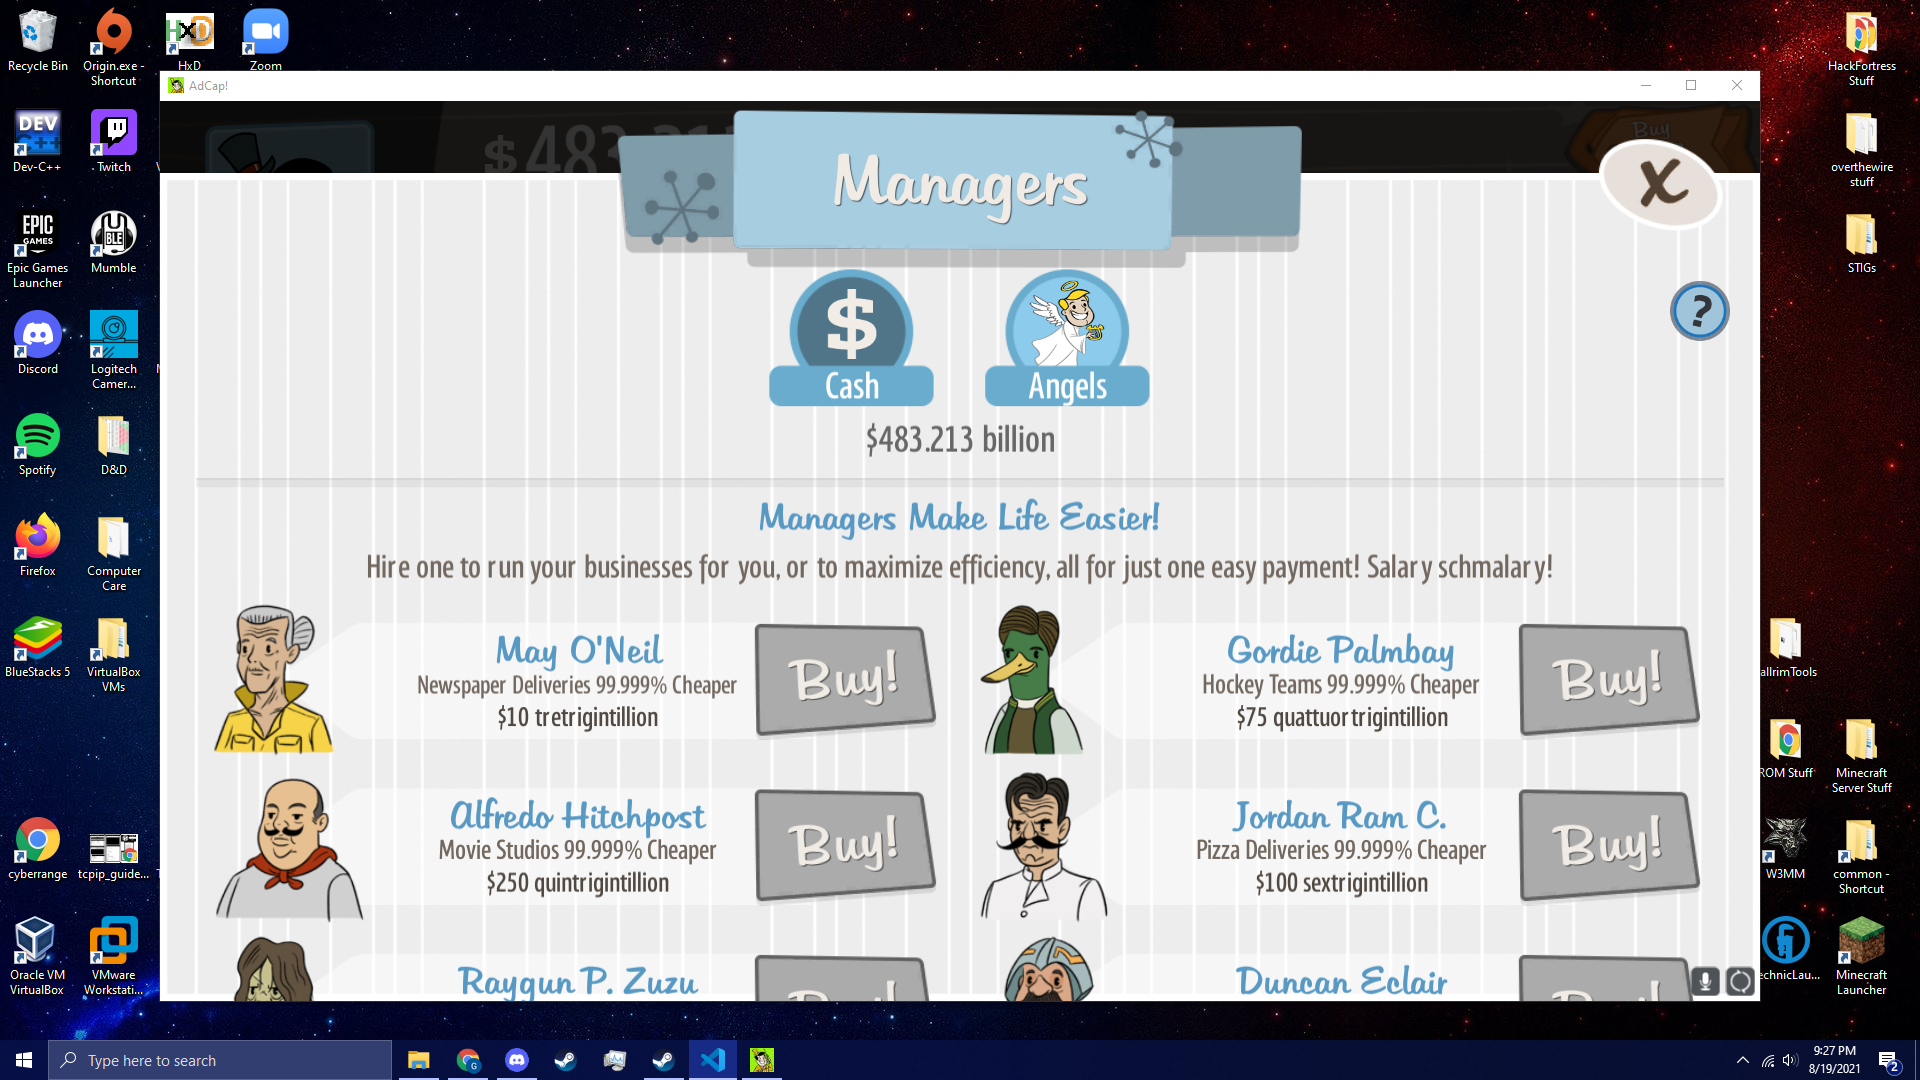 Recycle Bin
Origin.exe -
Shortcut
HxD
Zoom
HackFortress
Stuff
AdCap!
$483.21
Buy
Managers
X
Dev-C++
Twitch
overthewire
stuff
?
$
Cash
Angels
$483.213 billion
Epic Games
Launcher
Mumble
STIGs
Discord
Logitech
Camer...
Spotify
D&D
Managers Make Life Easier!
Hire one to run your businesses for you, or to maximize efficiency, all for just one easy payment! Salary schmalary!
Firefox
Computer
Care
May O'Neil
Newspaper Deliveries 99.999% Cheaper
$10 tretrigintillion
Buy!
Gordie Palmbay
Hockey Teams 99.999% Cheaper
$75 quattuortrigintillion
Buy!
BlueStacks 5
VirtualBox
VMs
allrimTools
Alfredo Hitchpost
Movie Studios 99.999% Cheaper
$250 quintrigintillion
Buy!
Jordan Ram C.
Pizza Deliveries 99.999% Cheaper
$100 sextrigintillion
Buy!
ROM Stuff
Minecraft
Server Stuff
cyberrange
tcpip_guide...
W3MM
common -
Shortcut
Raygun P. Zuzu
Duncan Eclair
Oracle VM
VirtualBox
VMware
Workstati...
echnicLau...
Minecraft
Launcher
DEV
C++
EPIC
GAMES
Type here to search
9:27 PM
8/19/2021
2